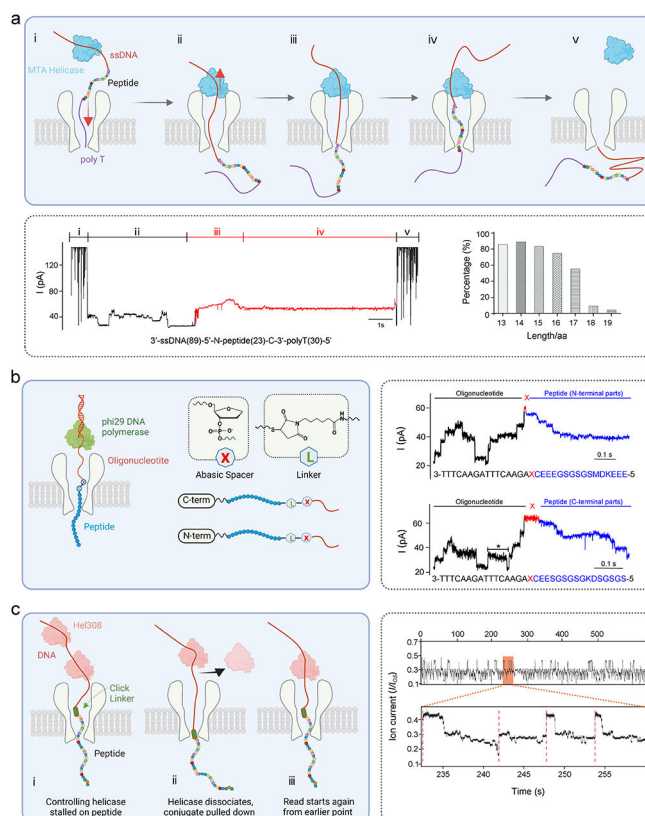 a
i
ii
iii
iv
v
ssDNA
MTA Helicase
Peptide
poly T
i
ii
iii
iv
v
I (pA)
120
80
40
1s
3'-ssDNA(89)-5'-N-peptide(23)-C-3'-polyT(30)-5'
Percentage (%)
100
80
60
40
20
13 14 15 16 17 18 19
Length/aa
b
phi29 DNA
polymerase
Oligonucleotite
Peptide
X
Abasic Spacer
L
Linker
C-term
L
X
N-term
L
X
Oligonucleotide
X
Peptide (N-terminal parts)
I (pA)
60
40
20
0.1 s
3-TTTCAAGATTTCAAGAXCEEEGSGSGSMDKEEE-5
Oligonucleotide
X
Peptide (C-terminal parts)
I (pA)
60
40
20
*
0.1 s
3-TTTCAAGATTTCAAGAXCEESGSGSGKDSGSGS-5
c
Hel308
DNA
Click
Linker
Peptide
i
ii
iii
Controlling helicase
stalled on peptide
Helicase dissociates,
conjugate pulled down
Read starts again
from earlier point
0 100 200 300 400 500
0.7
0.5
0.3
0.1
Ion current (I/Ios)
0.4
0.3
0.2
0.1
235 240 245 250 255
Time (s)